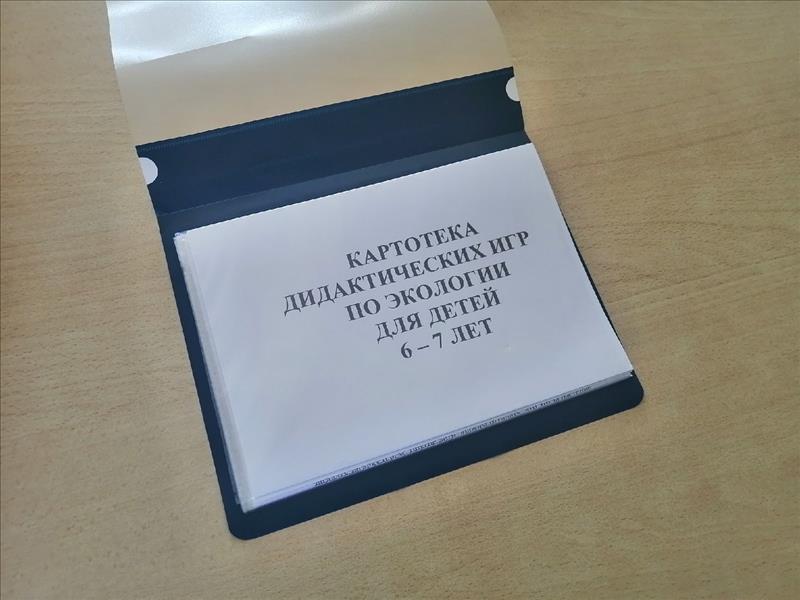 КАРТОТЕКА
ДИДАКТИЧЕСКИХ ИГР
ПО ЭКОЛОГИИ
ДЛЯ ДЕТЕЙ
6 – 7 ЛЕТ